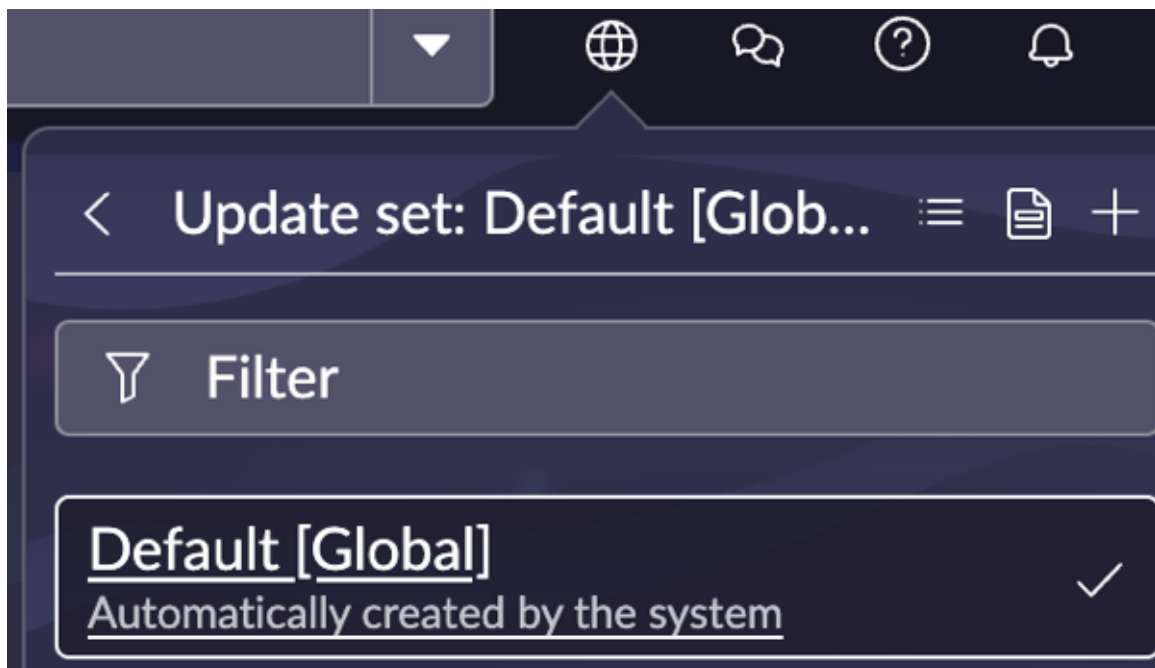 Update set: Default [Glob...
Filter
Default [Global]
Automatically created by the system